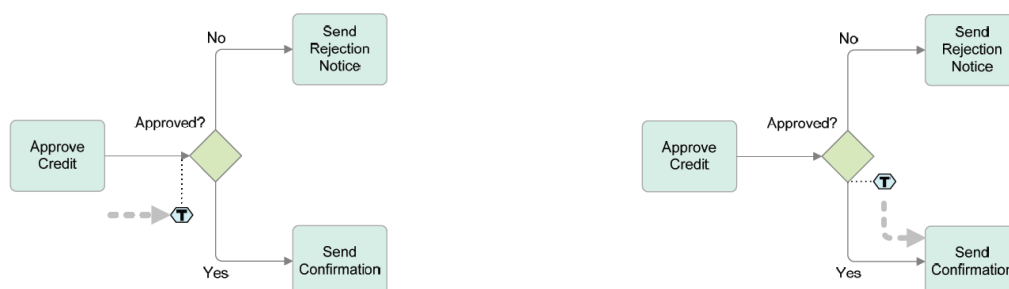 No
Send
Rejection
Notice
Approved?
Approve
Credit
T
Yes
Send
Confirmation
No
Send
Rejection
Notice
Approved?
Approve
Credit
T
Yes
Send
Confirmation